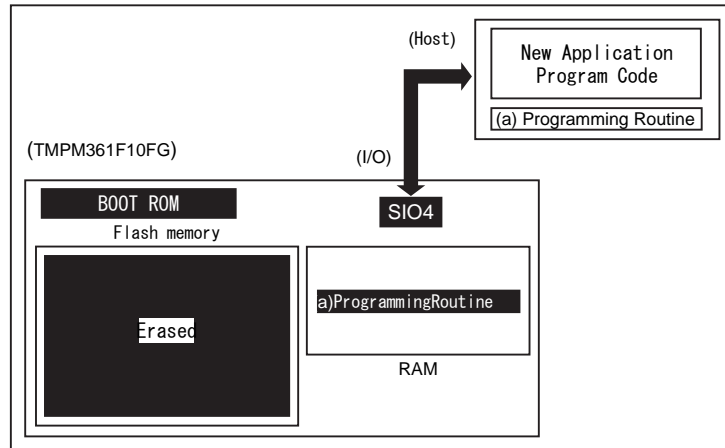 (Host)
New Application
Program Code
(a) Programming Routine
(TMPM361F10FG)
(I/O)
BOOT ROM
SIO4
Flash memory
a)ProgrammingRoutine
Erased
RAM